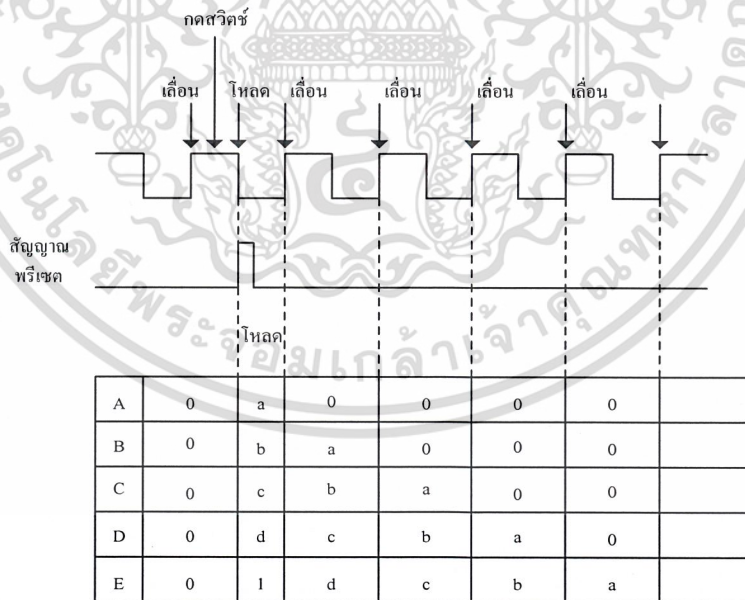 กดสวิตช์
เลื่อน โหลด เลื่อน เลื่อน เลื่อน เลื่อน
สัญญาณ
พรีเซต
โหลด
A 0 a 0 0 0 0
B 0 b a 0 0 0
C 0 c b a 0 0
D 0 d c b a 0
E 0 1 d c b a